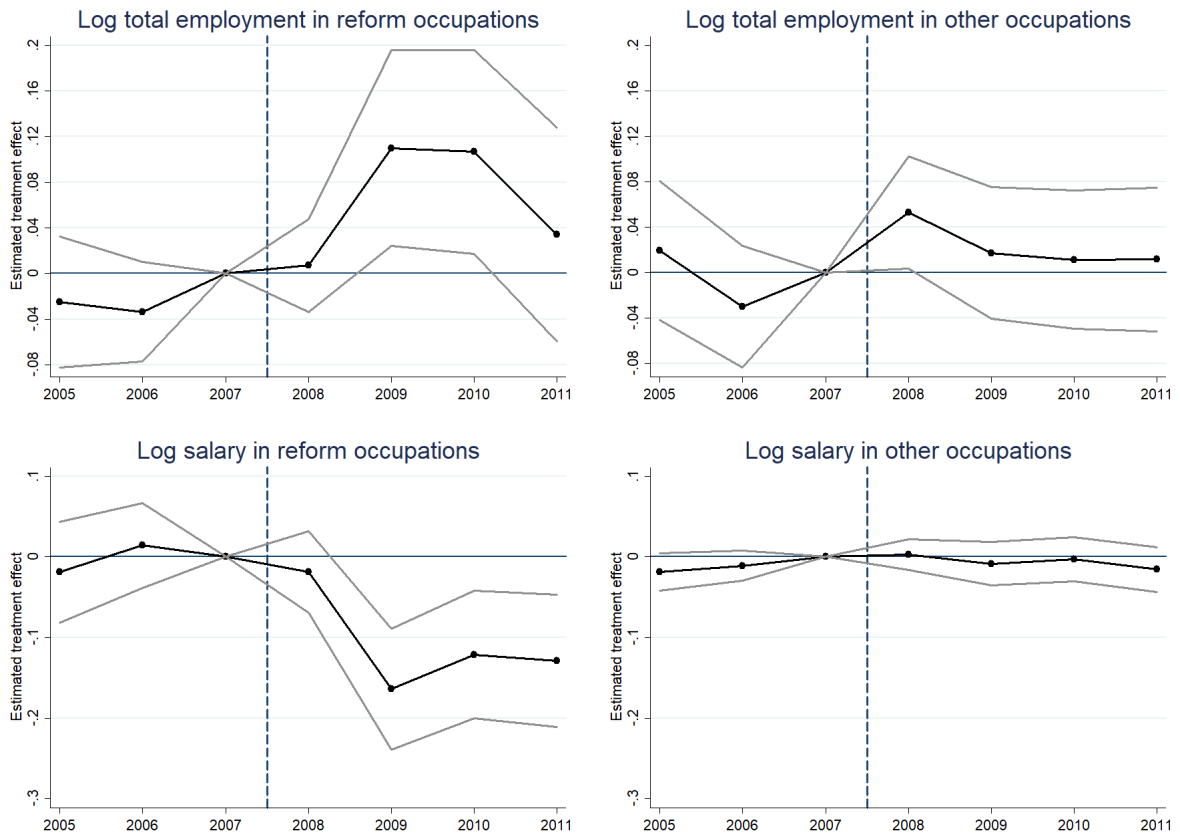 Log total employment in reform occupations
Estimated treatment effect
.2
.16
.12
.08
.04
0
-.04
-.08
2005 2006 2007 2008 2009 2010 2011
Log total employment in other occupations
Estimated treatment effect
.2
.16
.12
.08
.04
0
-.04
-.08
2005 2006 2007 2008 2009 2010 2011
Log salary in reform occupations
Estimated treatment effect
.1
0
-.1
-.2
-.3
2005 2006 2007 2008 2009 2010 2011
Log salary in other occupations
Estimated treatment effect
.1
0
-.1
-.2
-.3
2005 2006 2007 2008 2009 2010 2011